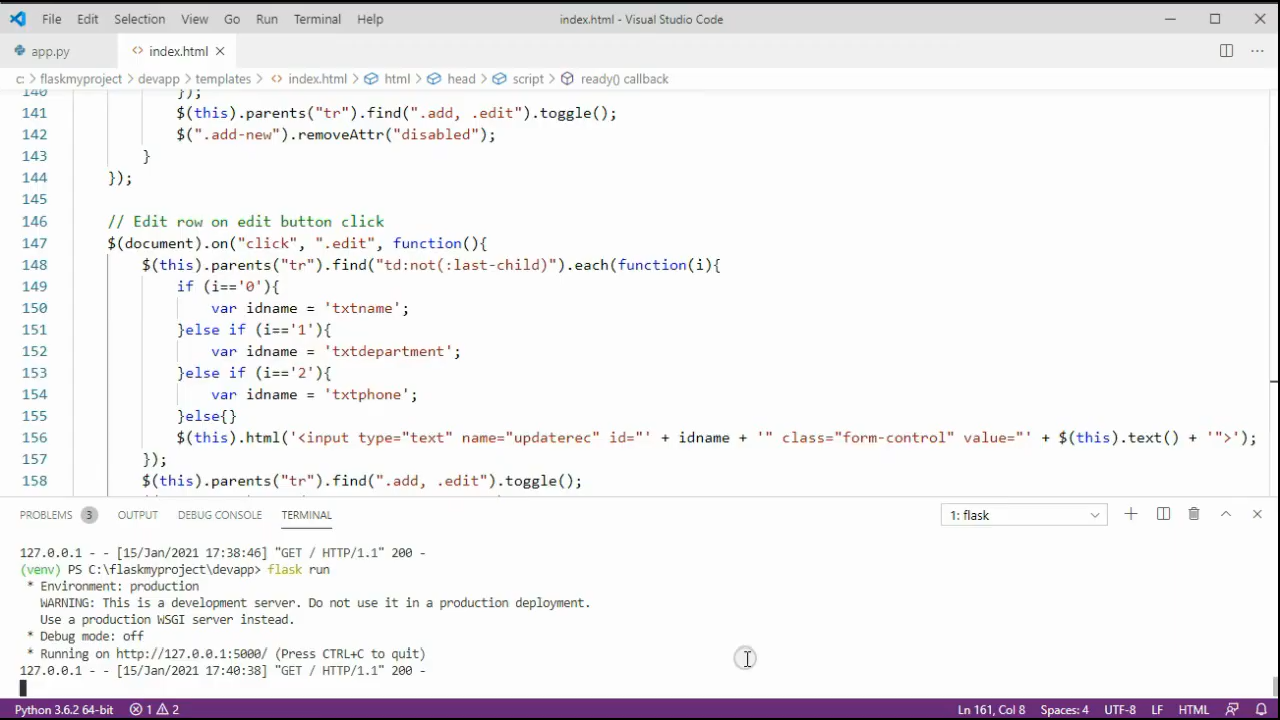 File Edit Selection View Go Run Terminal Help index.html - Visual Studio Code
app.py index.html
c: > flaskmyproject > devapp > templates > index.html > html > head > script > ready() callback
140 });
141 $(this).parents("tr").find(".add, .edit").toggle();
142 $(".add-new").removeAttr("disabled");
143 }
144 });
145
146 // Edit row on edit button click
147 $(document).on("click", ".edit", function(){
148 $(this).parents("tr").find("td:not(:last-child)").each(function(i){
149 if (i=='0'){
150 var idname = 'txtname';
151 }else if (i=='1'){
152 var idname = 'txtdepartment';
153 }else if (i=='2'){
154 var idname = 'txtphone';
155 }else{}
156 $(this).html('<input type="text" name="updaterec" id="' + idname + '" class="form-control" value="' + $(this).text() + '">');
157 });
158 $(this).parents("tr").find(".add, .edit").toggle();
PROBLEMS 3 OUTPUT DEBUG CONSOLE TERMINAL 1: flask
127.0.0.1 - - [15/Jan/2021 17:38:46] "GET / HTTP/1.1" 200 -
(venv) PS C:\flaskmyproject\devapp> flask run
* Environment: production
WARNING: This is a development server. Do not use it in a production deployment.
Use a production WSGI server instead.
* Debug mode: off
* Running on http://127.0.0.1:5000/ (Press CTRL+C to quit)
127.0.0.1 - - [15/Jan/2021 17:40:38] "GET / HTTP/1.1" 200 -
Python 3.6.2 64-bit 1 2 Ln 161, Col 8 Spaces: 4 UTF-8 LF HTML